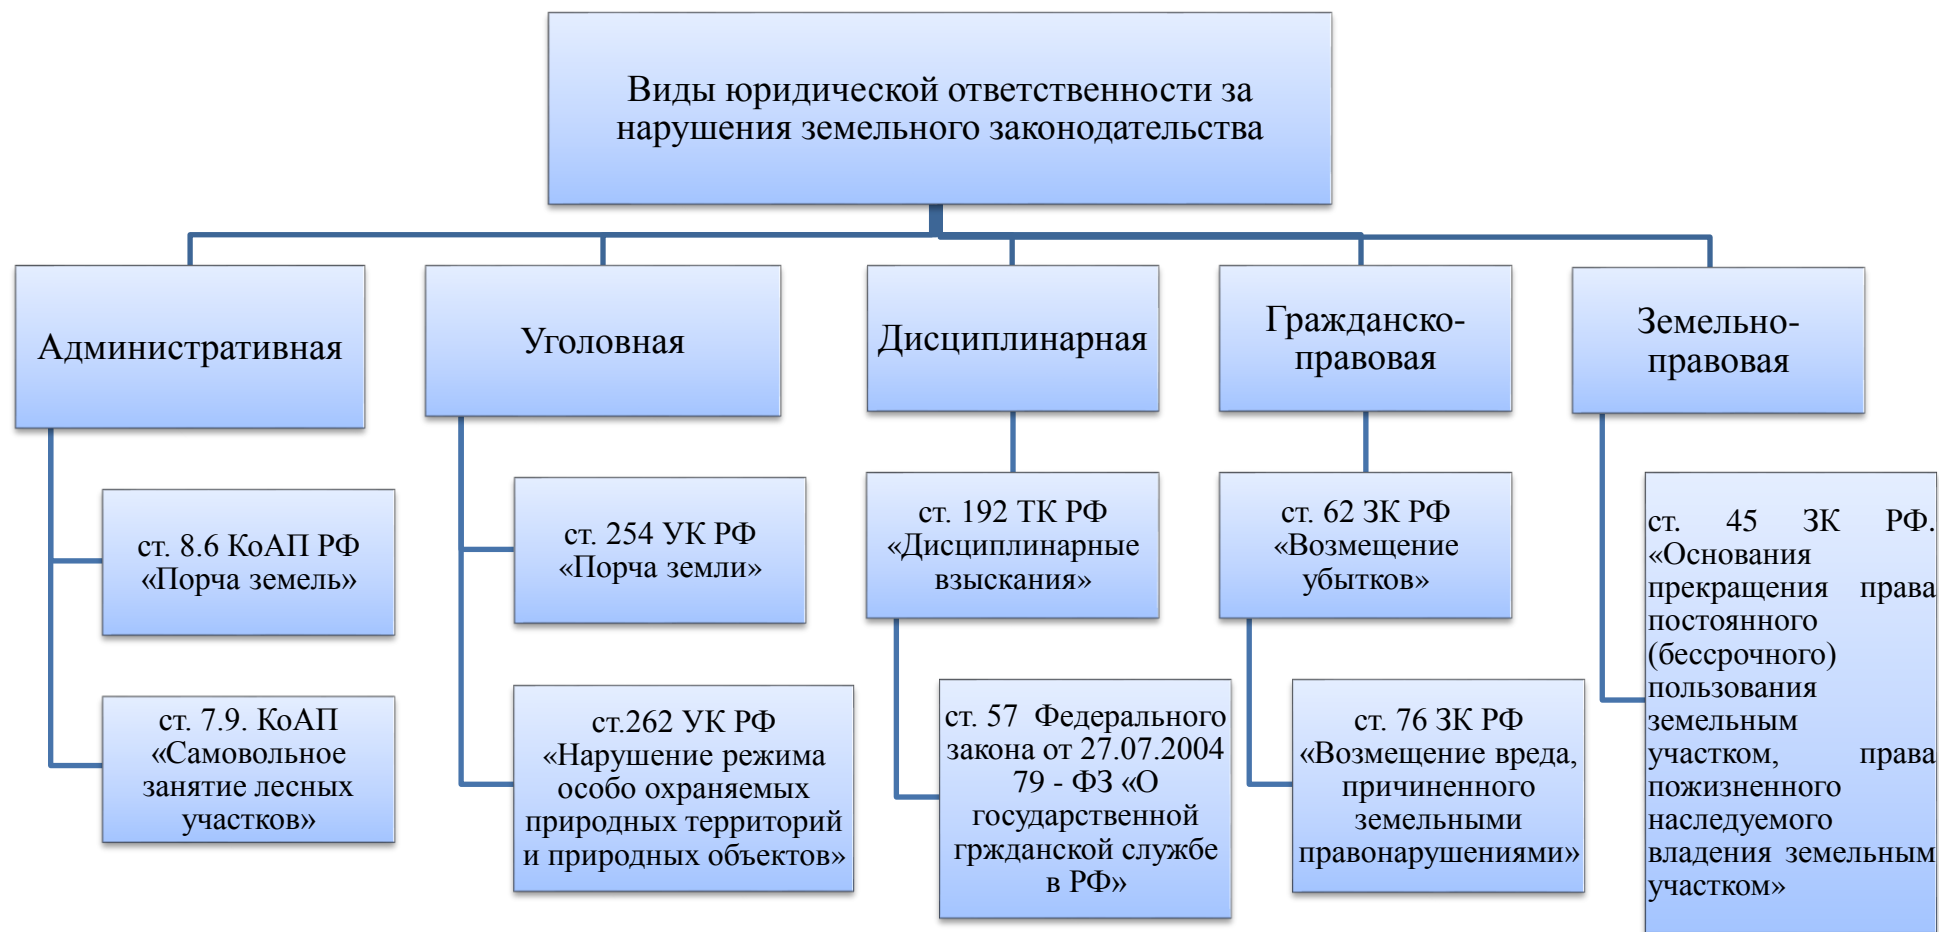 Виды юридической ответственности за
нарушения земельного законодательства
Административная
Уголовная
Дисциплинарная
Гражданско-
правовая
Земельно-
правовая
ст. 8.6 КоАП РФ
«Порча земель»
ст. 7.9. КоАП
«Самовольное
занятие лесных
участков»
ст. 254 УК РФ
«Порча земли»
ст.262 УК РФ
«Нарушение режима
особо охраняемых
природных территорий
и природных объектов»
ст. 192 ТК РФ
«Дисциплинарные
взыскания»
ст. 57 Федерального
закона от 27.07.2004
79 - ФЗ «О
государственной
грждансκой службе
в РФ»
ст. 62 ЗК РФ
«Возмещение
убытков»
ст. 76 ЗК РФ
«Возмещение вреда,
причиненного
земельными
правонарушениями»
ст. 45 ЗК РФ.
«Основания
прекращения права
постоянного
(бессрочного)
пользования
земельным
участком, права
пожизненного
наследуемого
владения земельным
участком»